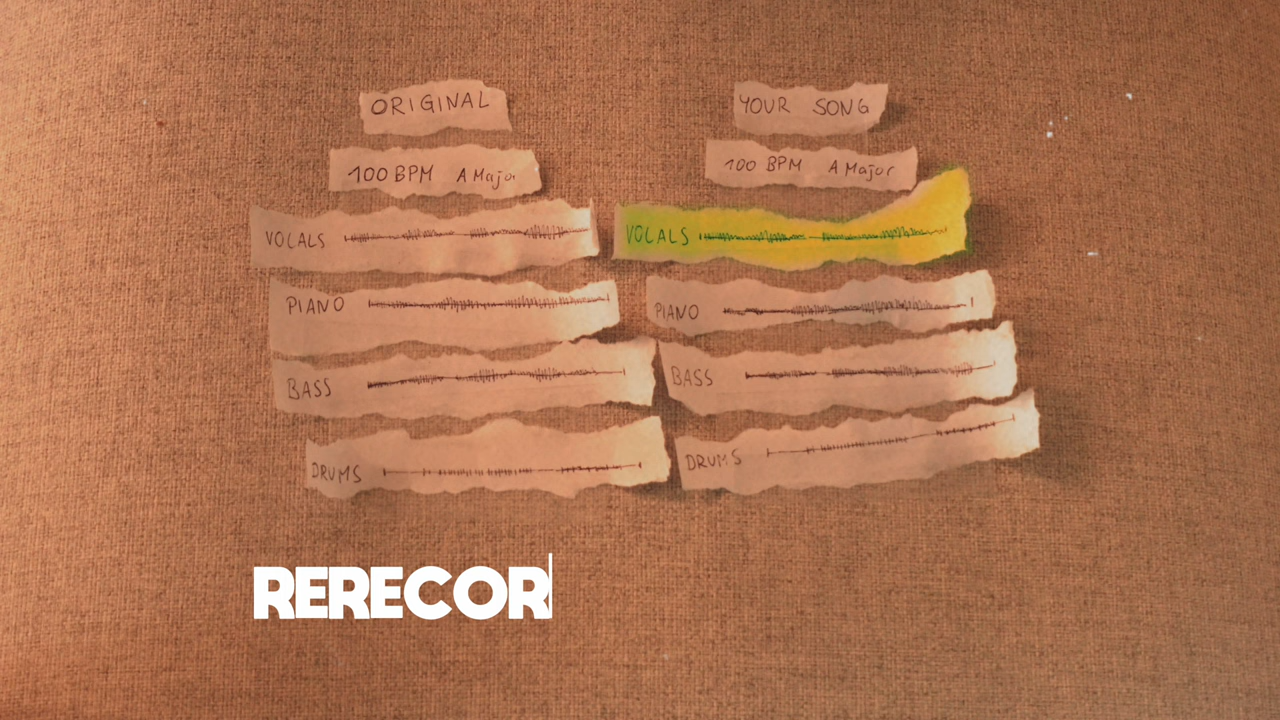 ORIGINAL
100 BPM A Major
VOCALS
PIANO
BASS
DRUMS
YOUR SONG
100 BPM A Major
VOCALS
PIANO
BASS
DRUMS
RERECOR